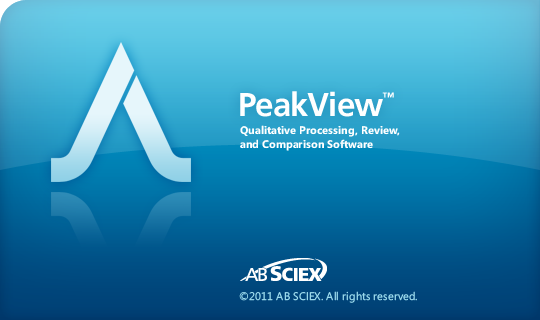 PeakView™
Qualitative Processing, Review,
and Comparison Software
AB SCIEX
©2011 AB SCIEX. All rights reserved.